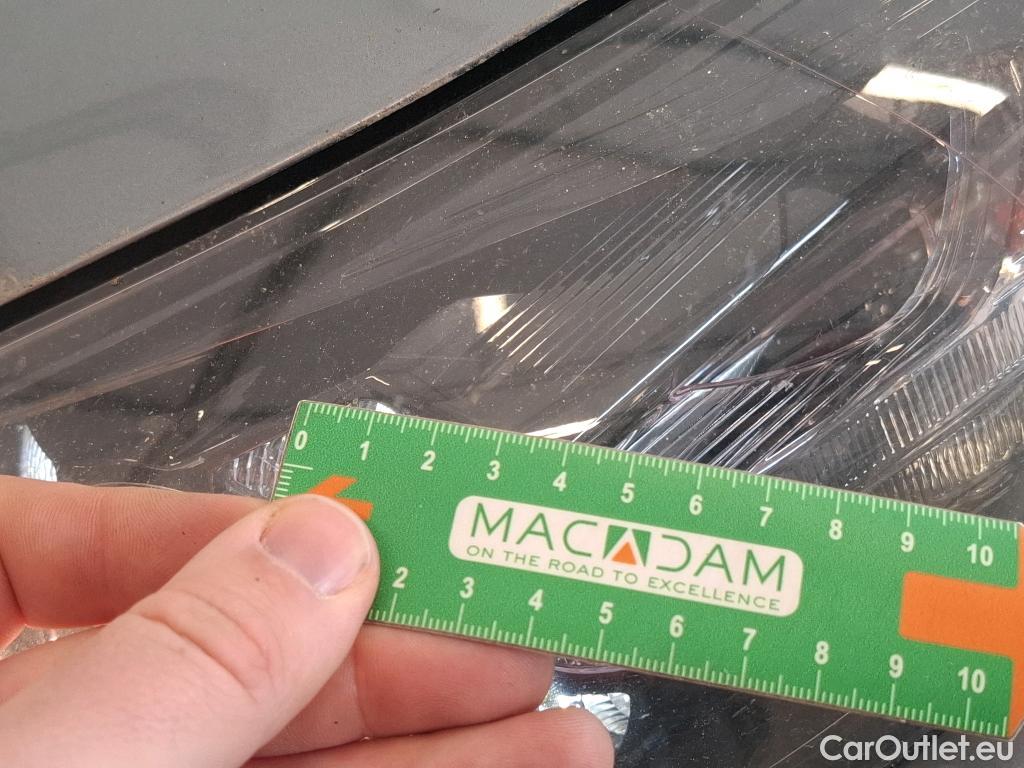 0 1 2 3 4 5 6 7 8 9 10
MACADAM
ON THE ROAD TO EXCELLENCE
2 3 4 5 6 7 8 9 10
CarOutlet.eu